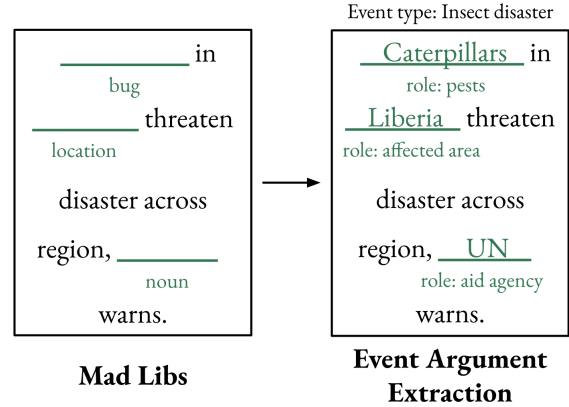 Event type: Insect disaster
in
bug
threaten
location
disaster across
region,
noun
warns.
Mad Libs
Caterpillars in
role: pests
Liberia threaten
role: affected area
disaster across
region, UN
role: aid agency
warns.
Event Argument
Extraction